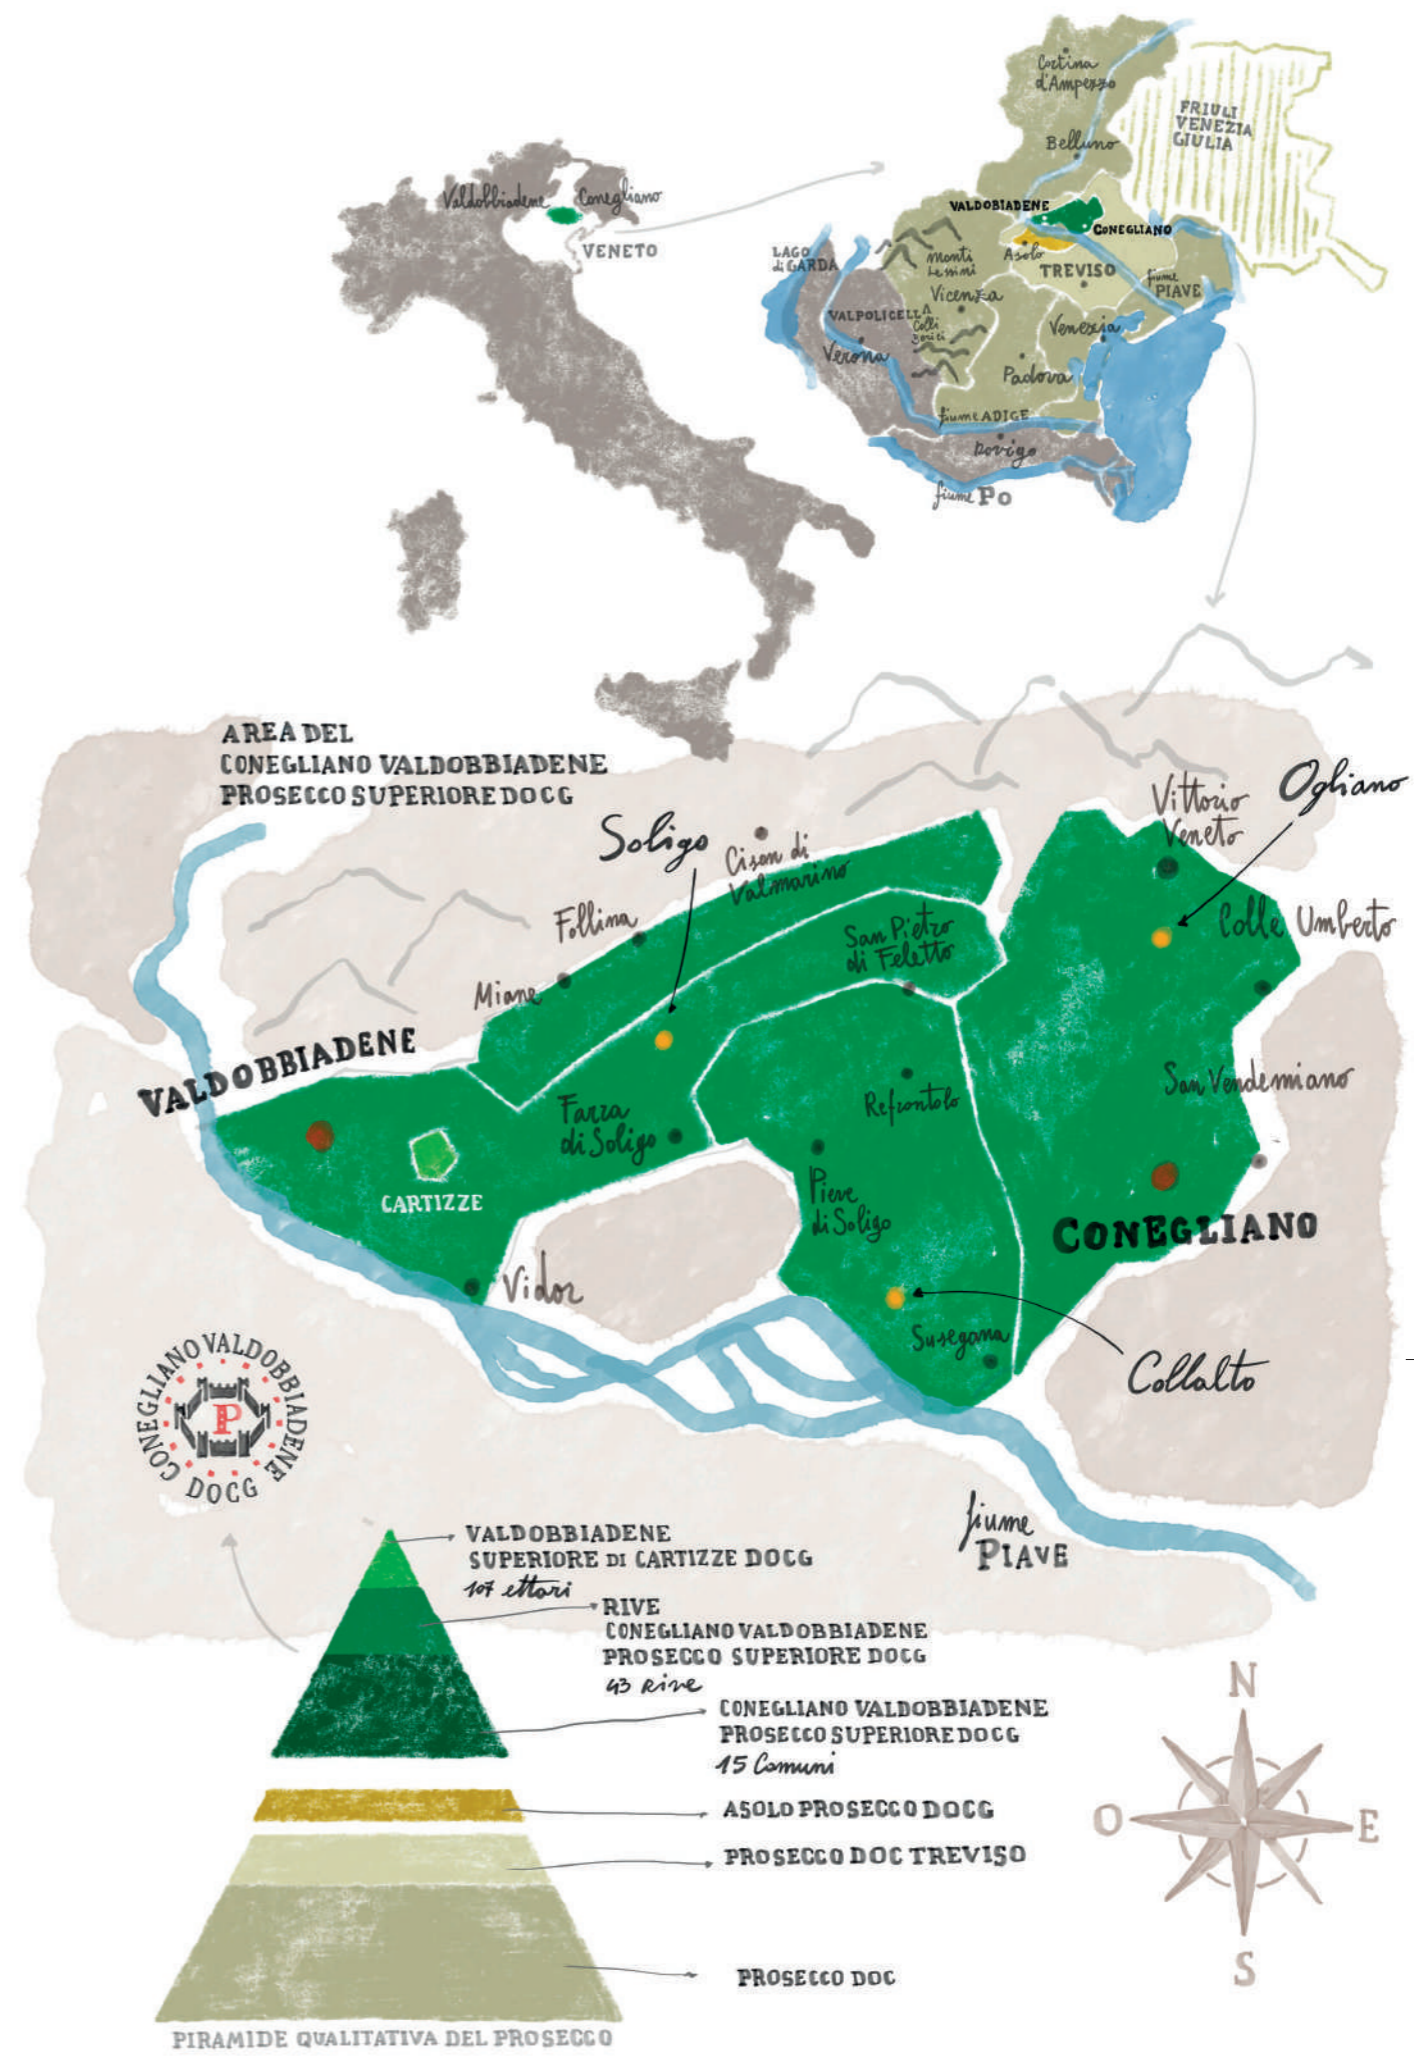 Cortina
d'Ampezzo
FRIULI
VENEZIA
GIULIA
Belluno
Valdobbiadene
Conegliano
VENETO
VALDOBIADENE
CONEGLIANO
LAGO
di GARDA
Monti
Lessini
Asolo
TREVISO
fiume
PIAVE
Vicenza
VALPOLICELLA
Colli
Berici
Venezia
Verona
Padova
fiume ADIGE
Rovigo
fiume PO
AREA DEL
CONEGLIANO VALDOBBIADENE
PROSECCO SUPERIORE DOCG
Soligo
Cison di
Valmarino
Vittorio
Veneto
Ogliano
Follina
San Pietro
di Feletto
Colle Umberto
Miane
VALDOBBIADENE
Farra
di Soligo
Refrontolo
San Vendemiano
CARTIZZE
Pieve
di Soligo
CONEGLIANO
Vidor
Susegana
Collalto
CONEGLIANO VALDOBBIADENE
P
DOCG
fiume
PIAVE
VALDOBBIADENE
SUPERIORE DI CARTIZZE DOCG
107 ettari
RIVE
CONEGLIANO VALDOBBIADENE
PROSECCO SUPERIORE DOCG
43 rive
CONEGLIANO VALDOBBIADENE
PROSECCO SUPERIORE DOCG
15 Comuni
ASOLO PROSECCO DOCG
PROSECCO DOC TREVISO
PROSECCO DOC
PIRAMIDE QUALITATIVA DEL PROSECCO
N
O
E
S